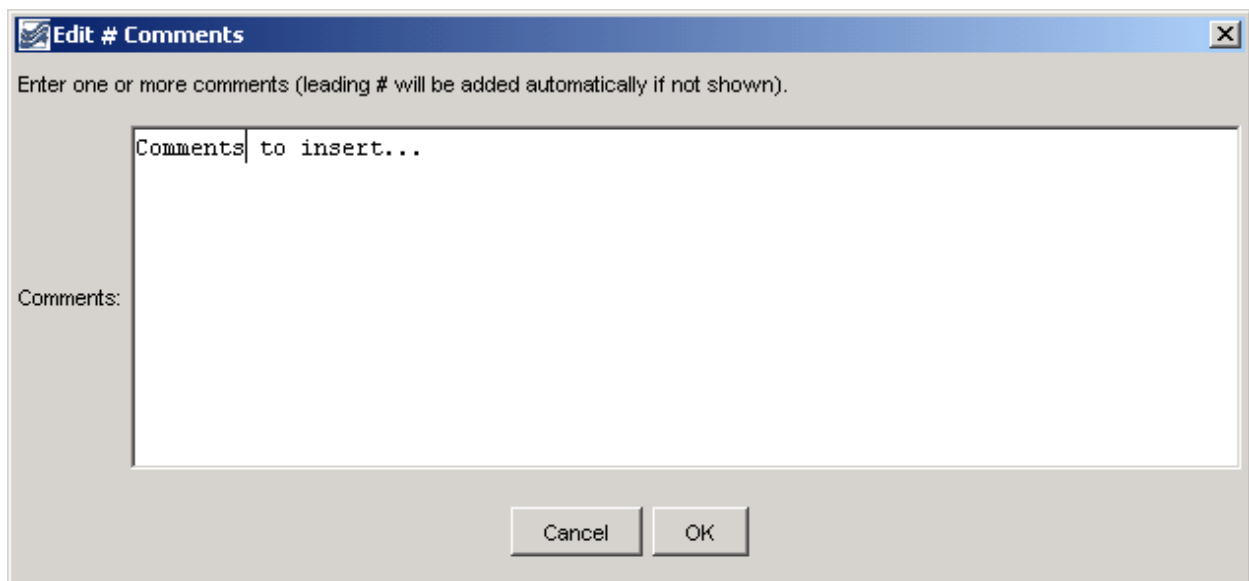 Edit # Comments
Enter one or more comments (leading # will be added automatically if not shown).
Comments to insert...
Comments:
Cancel OK